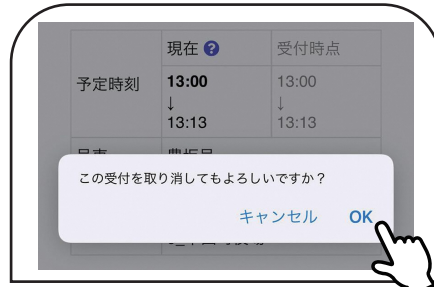 現在 ?
受付時点
予定時刻
13:00
↓
13:13
13:00
↓
13:13
この受付を取り消してもよろしいですか？
キャンセル
OK